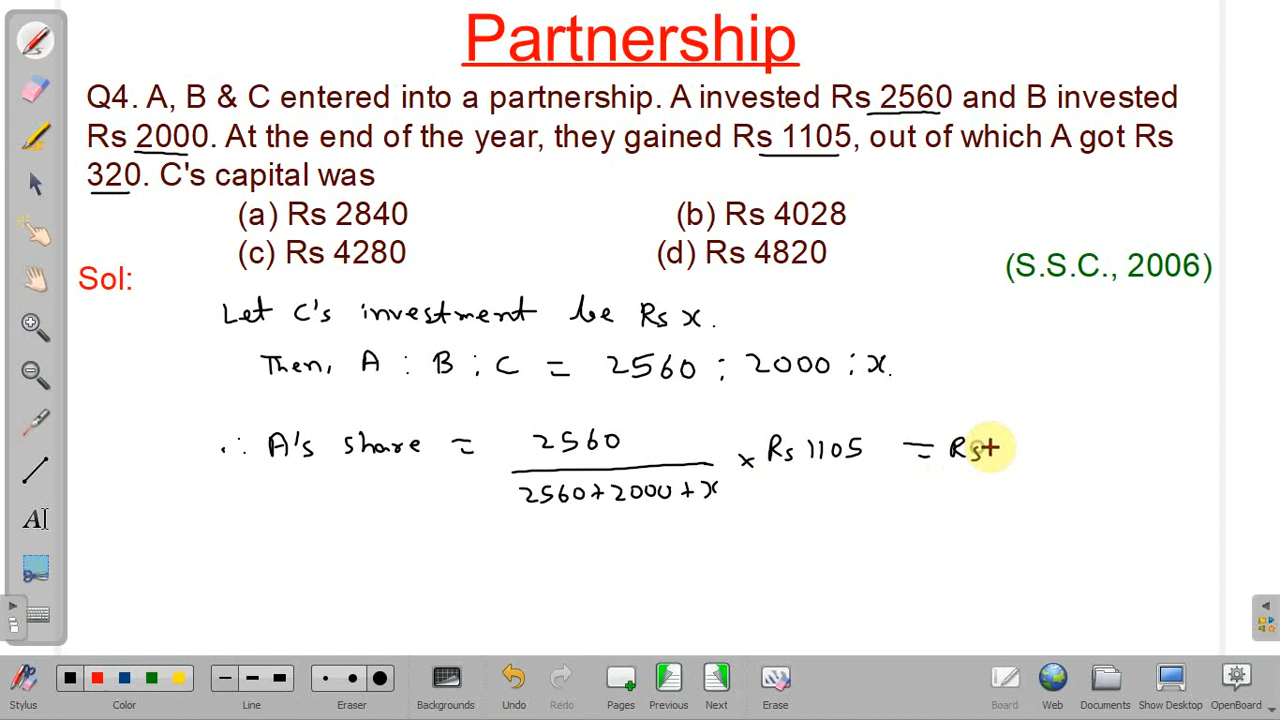 Partnership
Q4. A, B & C entered into a partnership. A invested Rs 2560 and B invested
Rs 2000. At the end of the year, they gained Rs 1105, out of which A got Rs
320. C's capital was
(a) Rs 2840 (b) Rs 4028
(c) Rs 4280 (d) Rs 4820
(S.S.C., 2006)
Sol:
Let C's investment be Rs x.
Then, A : B : C = 2560 : 2000 : x.
∴ A's share = 2560 / 2560+2000+x × Rs 1105 = Rs
Stylus Color Line Eraser Backgrounds Undo Redo Pages Previous Next Erase Board Web Documents Show Desktop OpenBoard